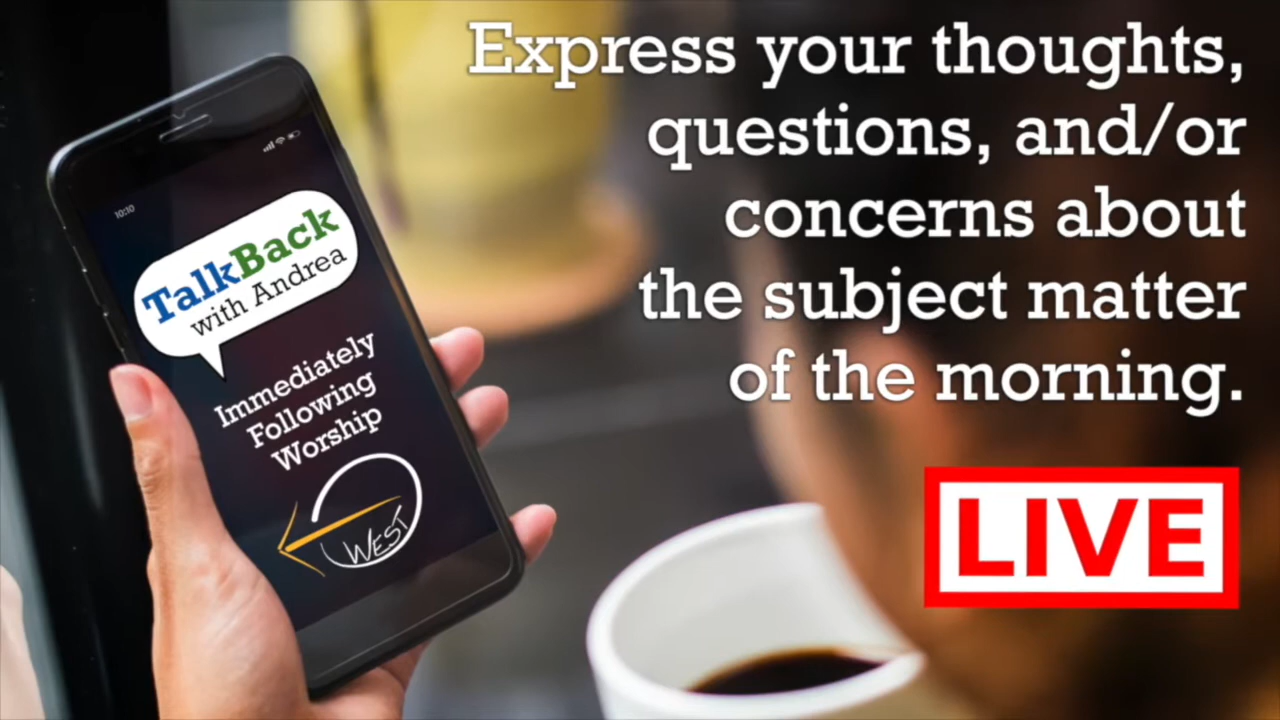 Express your thoughts,
questions, and/or
concerns about
the subject matter
of the morning.
LIVE
10:10
TalkBack
with Andrea
Immediately
Following
Worship
WEST